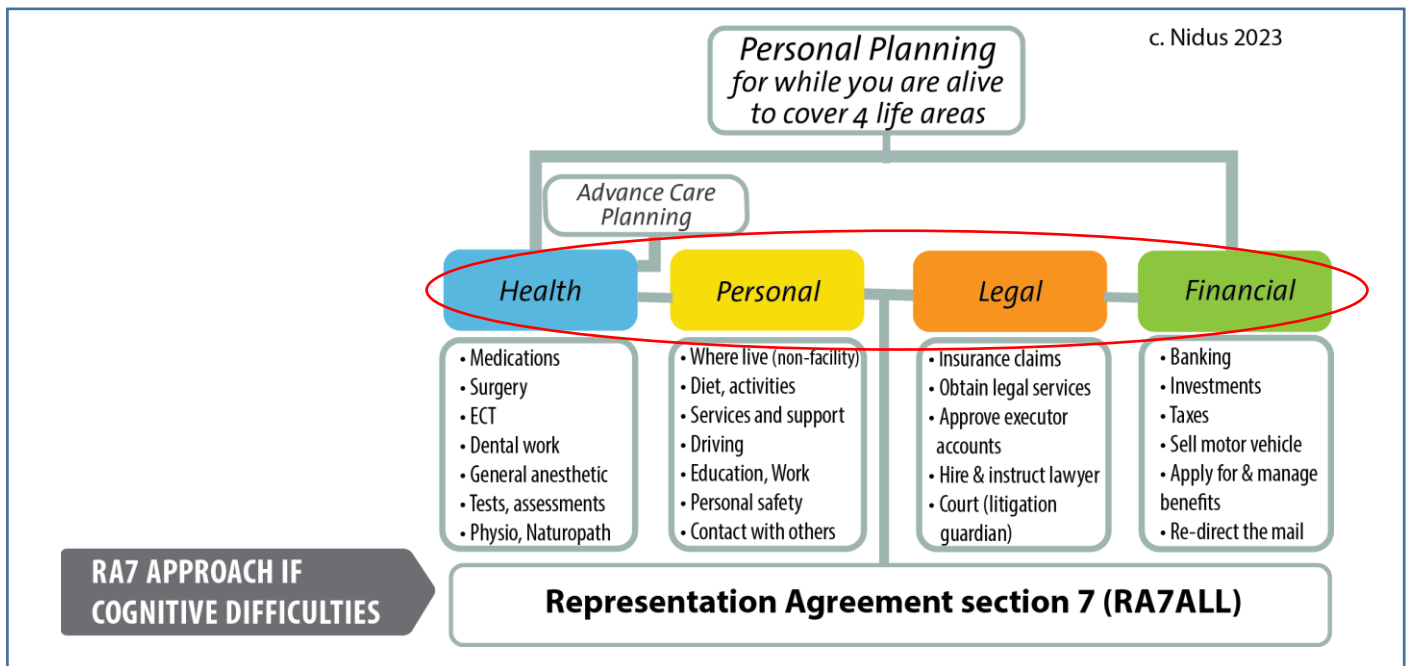 c. Nidus 2023
Personal Planning
for while you are alive
to cover 4 life areas
Advance Care
Planning
Health
Personal
Legal
Financial
• Medications
• Surgery
• ECT
• Dental work
• General anesthetic
• Tests, assessments
• Physio, Naturopath
• Where live (non-facility)
• Diet, activities
• Services and support
• Driving
• Education, Work
• Personal safety
• Contact with others
• Insurance claims
• Obtain legal services
• Approve executor
accounts
• Hire & instruct lawyer
• Court (litigation
guardian)
• Banking
• Investments
• Taxes
• Sell motor vehicle
• Apply for & manage
benefits
• Re-direct the mail
RA7 APPROACH IF
COGNITIVE DIFFICULTIES
Representation Agreement section 7 (RA7ALL)